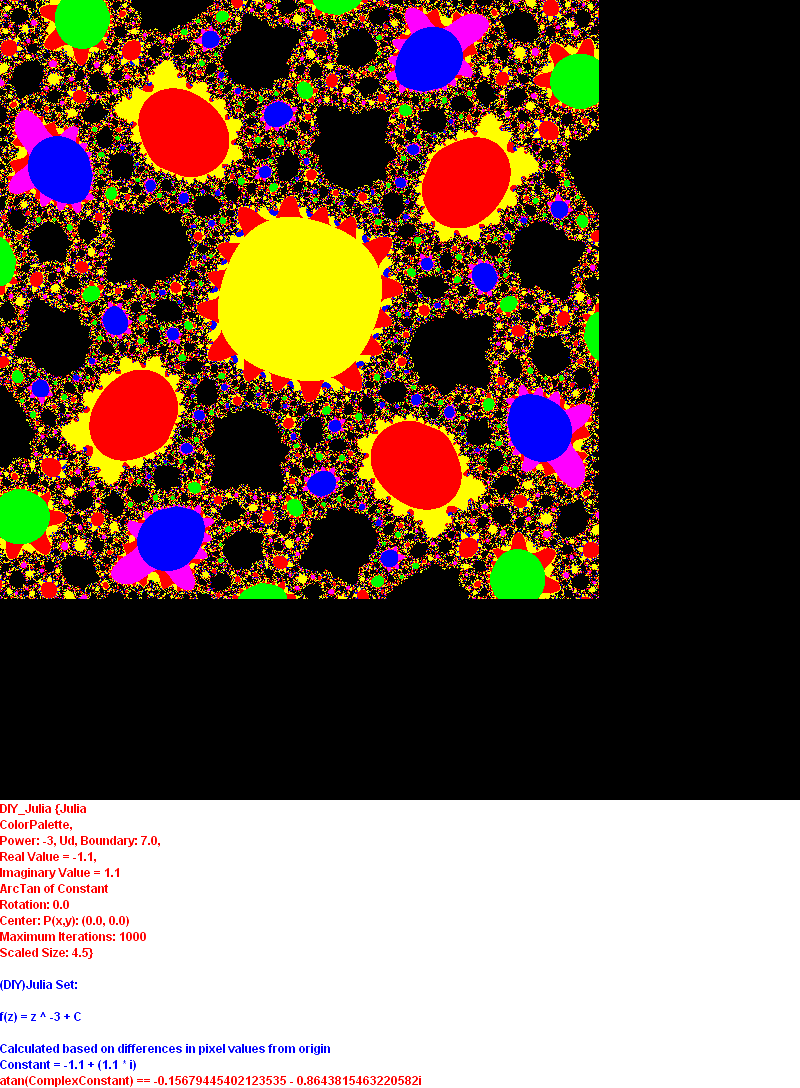 DIY_Julia {Julia
ColorPalette,
Power: -3, Ud, Boundary: 7.0,
Real Value = -1.1,
Imaginary Value = 1.1
ArcTan of Constant
Rotation: 0.0
Center: P(x,y): (0.0, 0.0)
Maximum Iterations: 1000
Scaled Size: 4.5}
(DIY)Julia Set:
f(z) = z ^ -3 + C
Calculated based on differences in pixel values from origin
Constant = -1.1 + (1.1 * i)
atan(ComplexConstant) == -0.15679445402123535 - 0.8643815463220582i